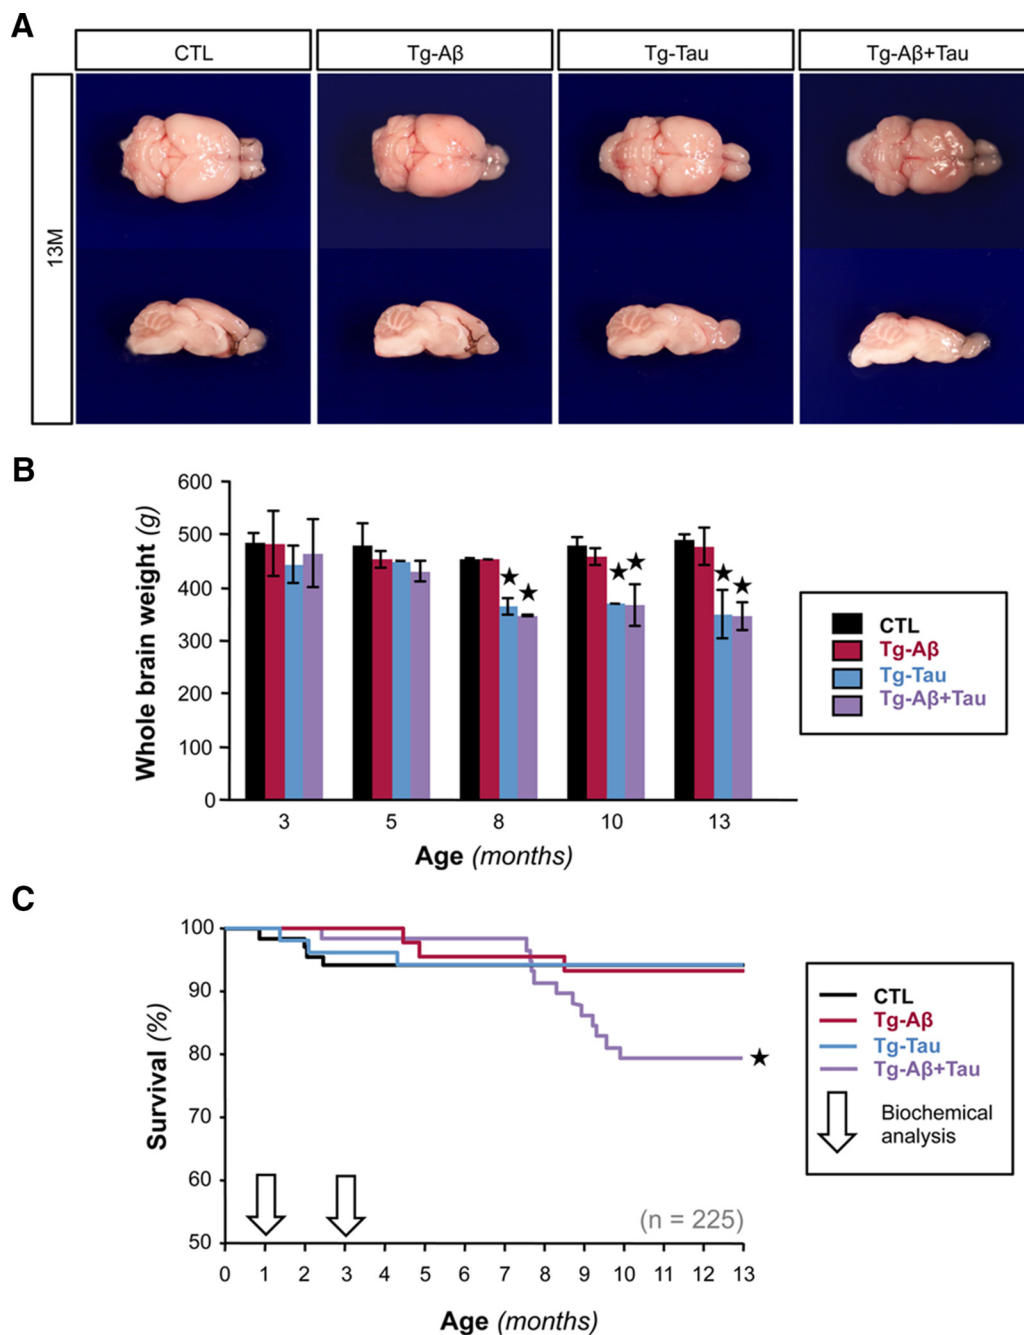 A
CTL
Tg-Aβ
Tg-Tau
Tg-Aβ+Tau
13M
B
Whole brain weight (g)
600
500
400
300
200
100
0
★
★
★
★
★
★
3
5
8
10
13
Age (months)
CTL
Tg-Aβ
Tg-Tau
Tg-Aβ+Tau
C
Survival (%)
100
90
80
70
60
50
★
(n = 225)
0
1
2
3
4
5
6
7
8
9
10
11
12
13
Age (months)
CTL
Tg-Aβ
Tg-Tau
Tg-Aβ+Tau
Biochemical
analysis